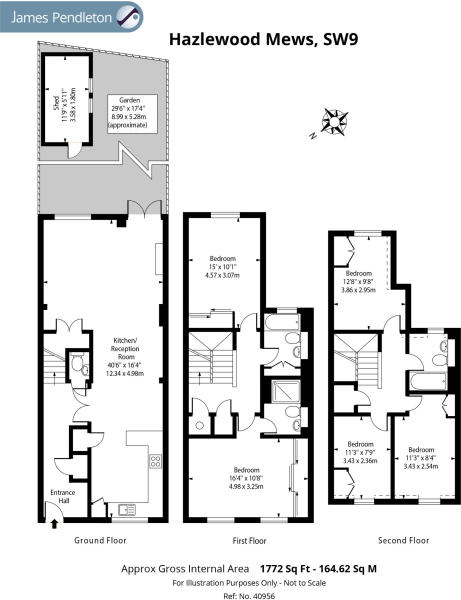 James Pendleton
Hazlewood Mews, SW9
Shed
11'9" x 5'11"
3.58 x 1.80m
Garden
29'6" x 17'4"
8.99 x 5.28m
(approximate)
N
Kitchen/
Reception
Room
40'6" x 16'4"
12.34 x 4.98m
Entrance
Hall
Ground Floor
Bedroom
15' x 10'1"
4.57 x 3.07m
Bedroom
16'4" x 10'8"
4.98 x 3.25m
First Floor
Bedroom
12'8" x 9'8"
3.86 x 2.95m
Bedroom
11'3" x 7'9"
3.43 x 2.36m
Bedroom
11'3" x 8'4"
3.43 x 2.54m
Second Floor
Approx Gross Internal Area 1772 Sq Ft - 164.62 Sq M
For Illustration Purposes Only - Not to Scale
Ref: No. 40956